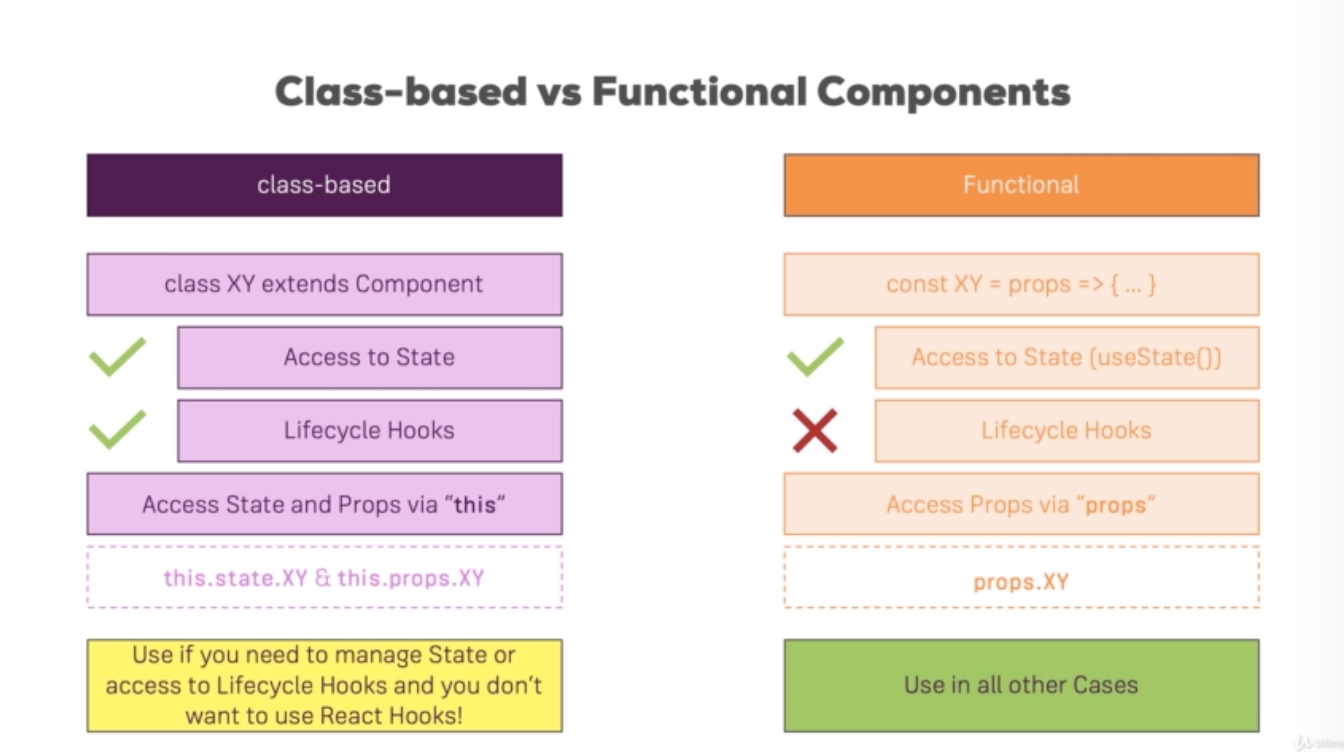 Class-based vs Functional Components
class-based
Functional
class XY extends Component
const XY = props => { ... }
Access to State
Access to State (useState())
Lifecycle Hooks
Lifecycle Hooks
Access State and Props via “this”
Access Props via “props”
this.state.XY & this.props.XY
props.XY
Use if you need to manage State or
access to Lifecycle Hooks and you don’t
want to use React Hooks!
Use in all other Cases